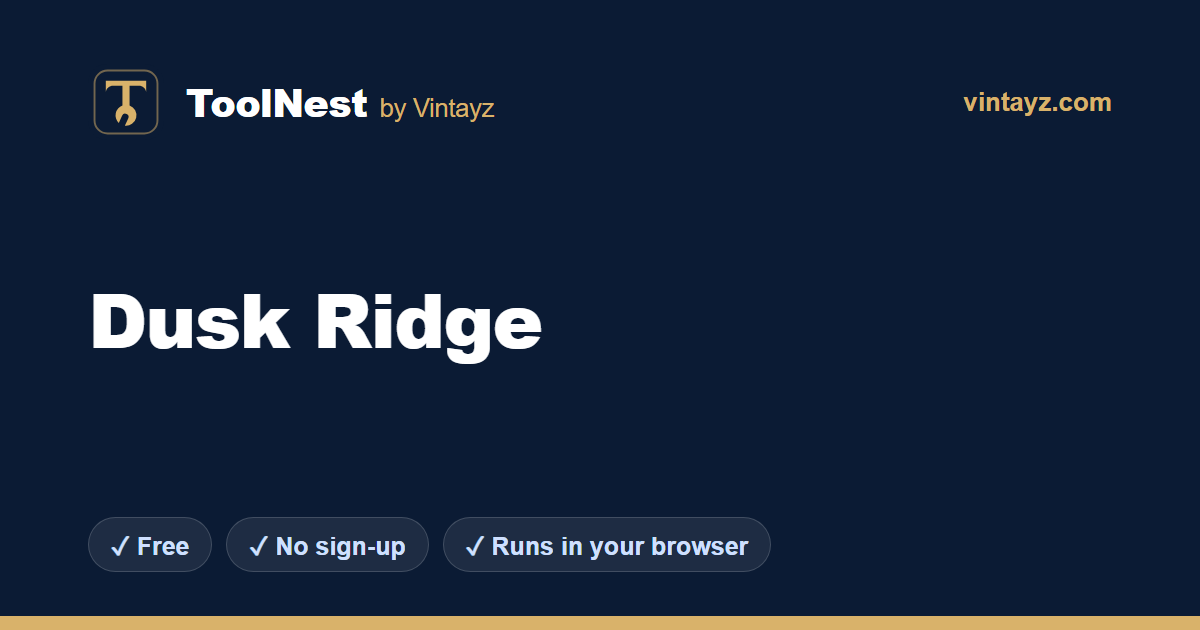 ToolNest by Vintayz
vintayz.com
Dusk Ridge
✓ Free
✓ No sign-up
✓ Runs in your browser